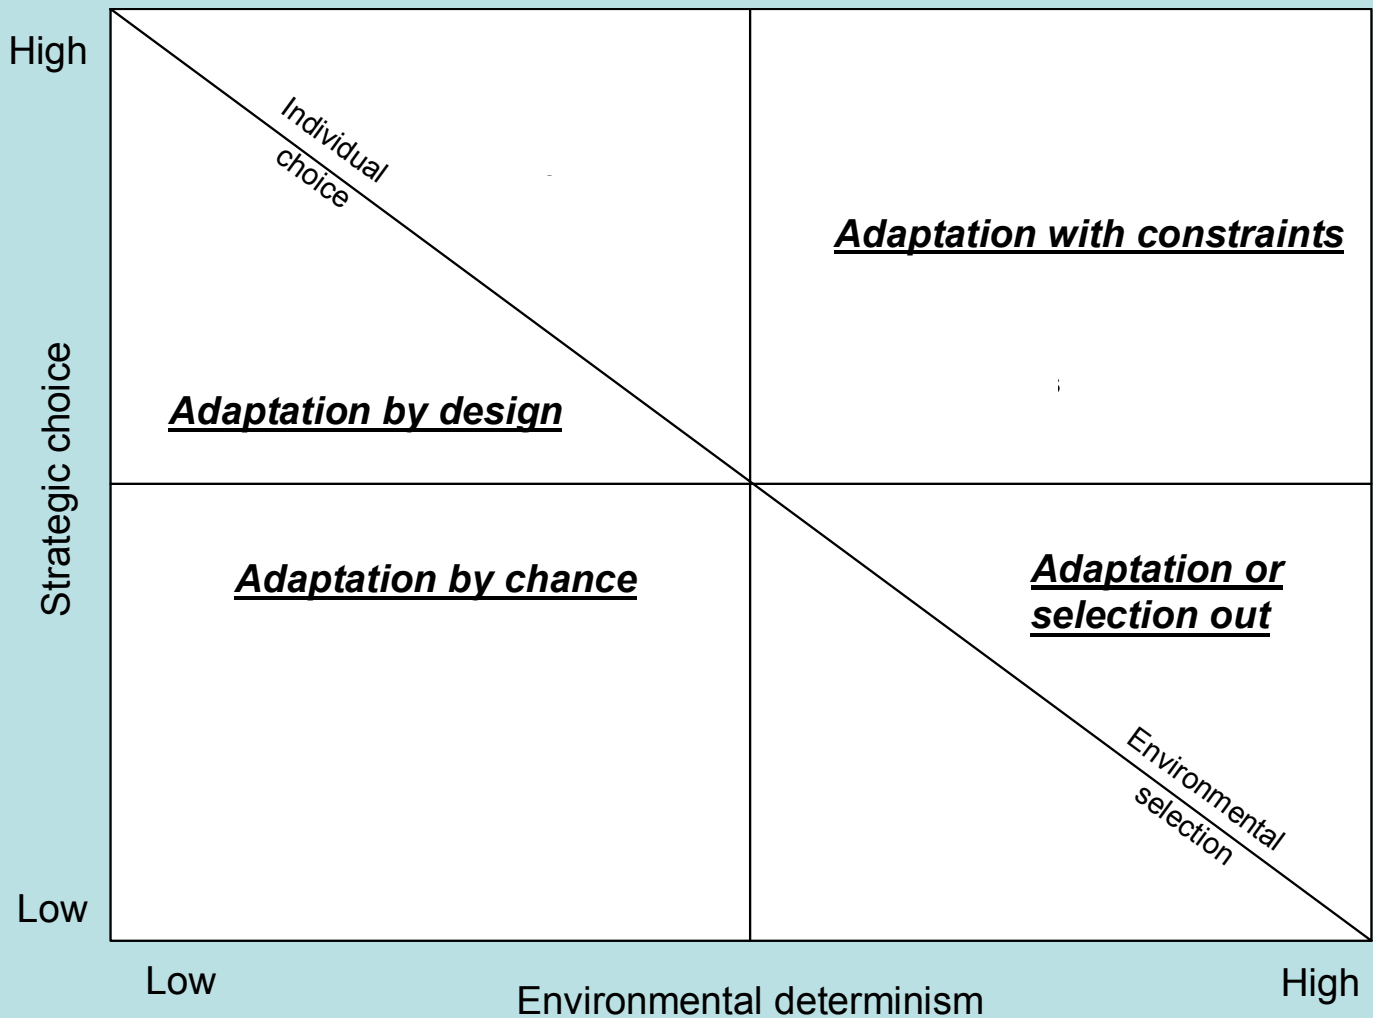 High
Individual
choice
Adaptation with constraints
Strategic choice
Adaptation by design
Adaptation by chance
Adaptation or
selection out
Environmental
selection
Low
Low
Environmental determinism
High